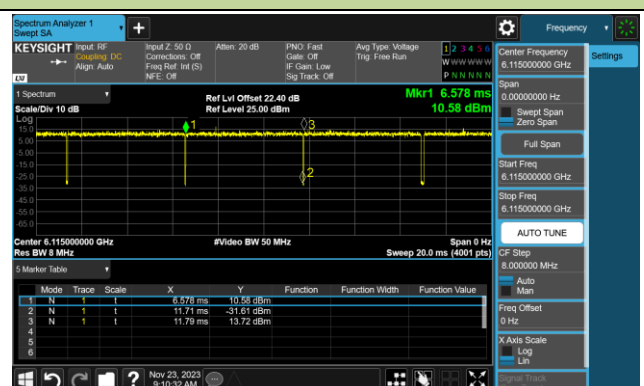 Spectrum Analyzer 1
Swept SA
Frequency
KEYSIGHT
Input: RF
Coupling: DC
Align: Auto
Input Z: 50 Ω
Corrections: Off
Freq Ref: Int (S)
NFE: Off
Atten: 20 dB
PNO: Fast
Gate: Off
IF Gain: Low
Sig Track: Off
Avg Type: Voltage
Trig: Free Run
1 2 3 4 5 6
W W W W W W
P N N N N N
LXI
1 Spectrum
Scale/Div 10 dB
Ref Lvl Offset 22.40 dB
Ref Level 25.00 dBm
Mkr1 6.578 ms
10.58 dBm
Log
15.0
5.00
-5.00
-15.0
-25.0
-35.0
-45.0
-55.0
-65.0
1
3
2
Center 6.115000000 GHz
Res BW 8 MHz
#Video BW 50 MHz
Span 0 Hz
Sweep 20.0 ms (4001 pts)
5 Marker Table
Mode Trace Scale X Y Function Function Width Function Value
1 N 1 t 6.578 ms 10.58 dBm
2 N 1 t 11.71 ms -31.61 dBm
3 N 1 t 11.79 ms 13.72 dBm
4
5
6
Nov 23, 2023
9:10:32 AM
Center Frequency
6.115000000 GHz
Settings
Span
0.00000000 Hz
Swept Span
Zero Span
Full Span
Start Freq
6.115000000 GHz
Stop Freq
6.115000000 GHz
AUTO TUNE
CF Step
8.000000 MHz
Auto
Man
Freq Offset
0 Hz
X Axis Scale
Log
Lin
Signal Track